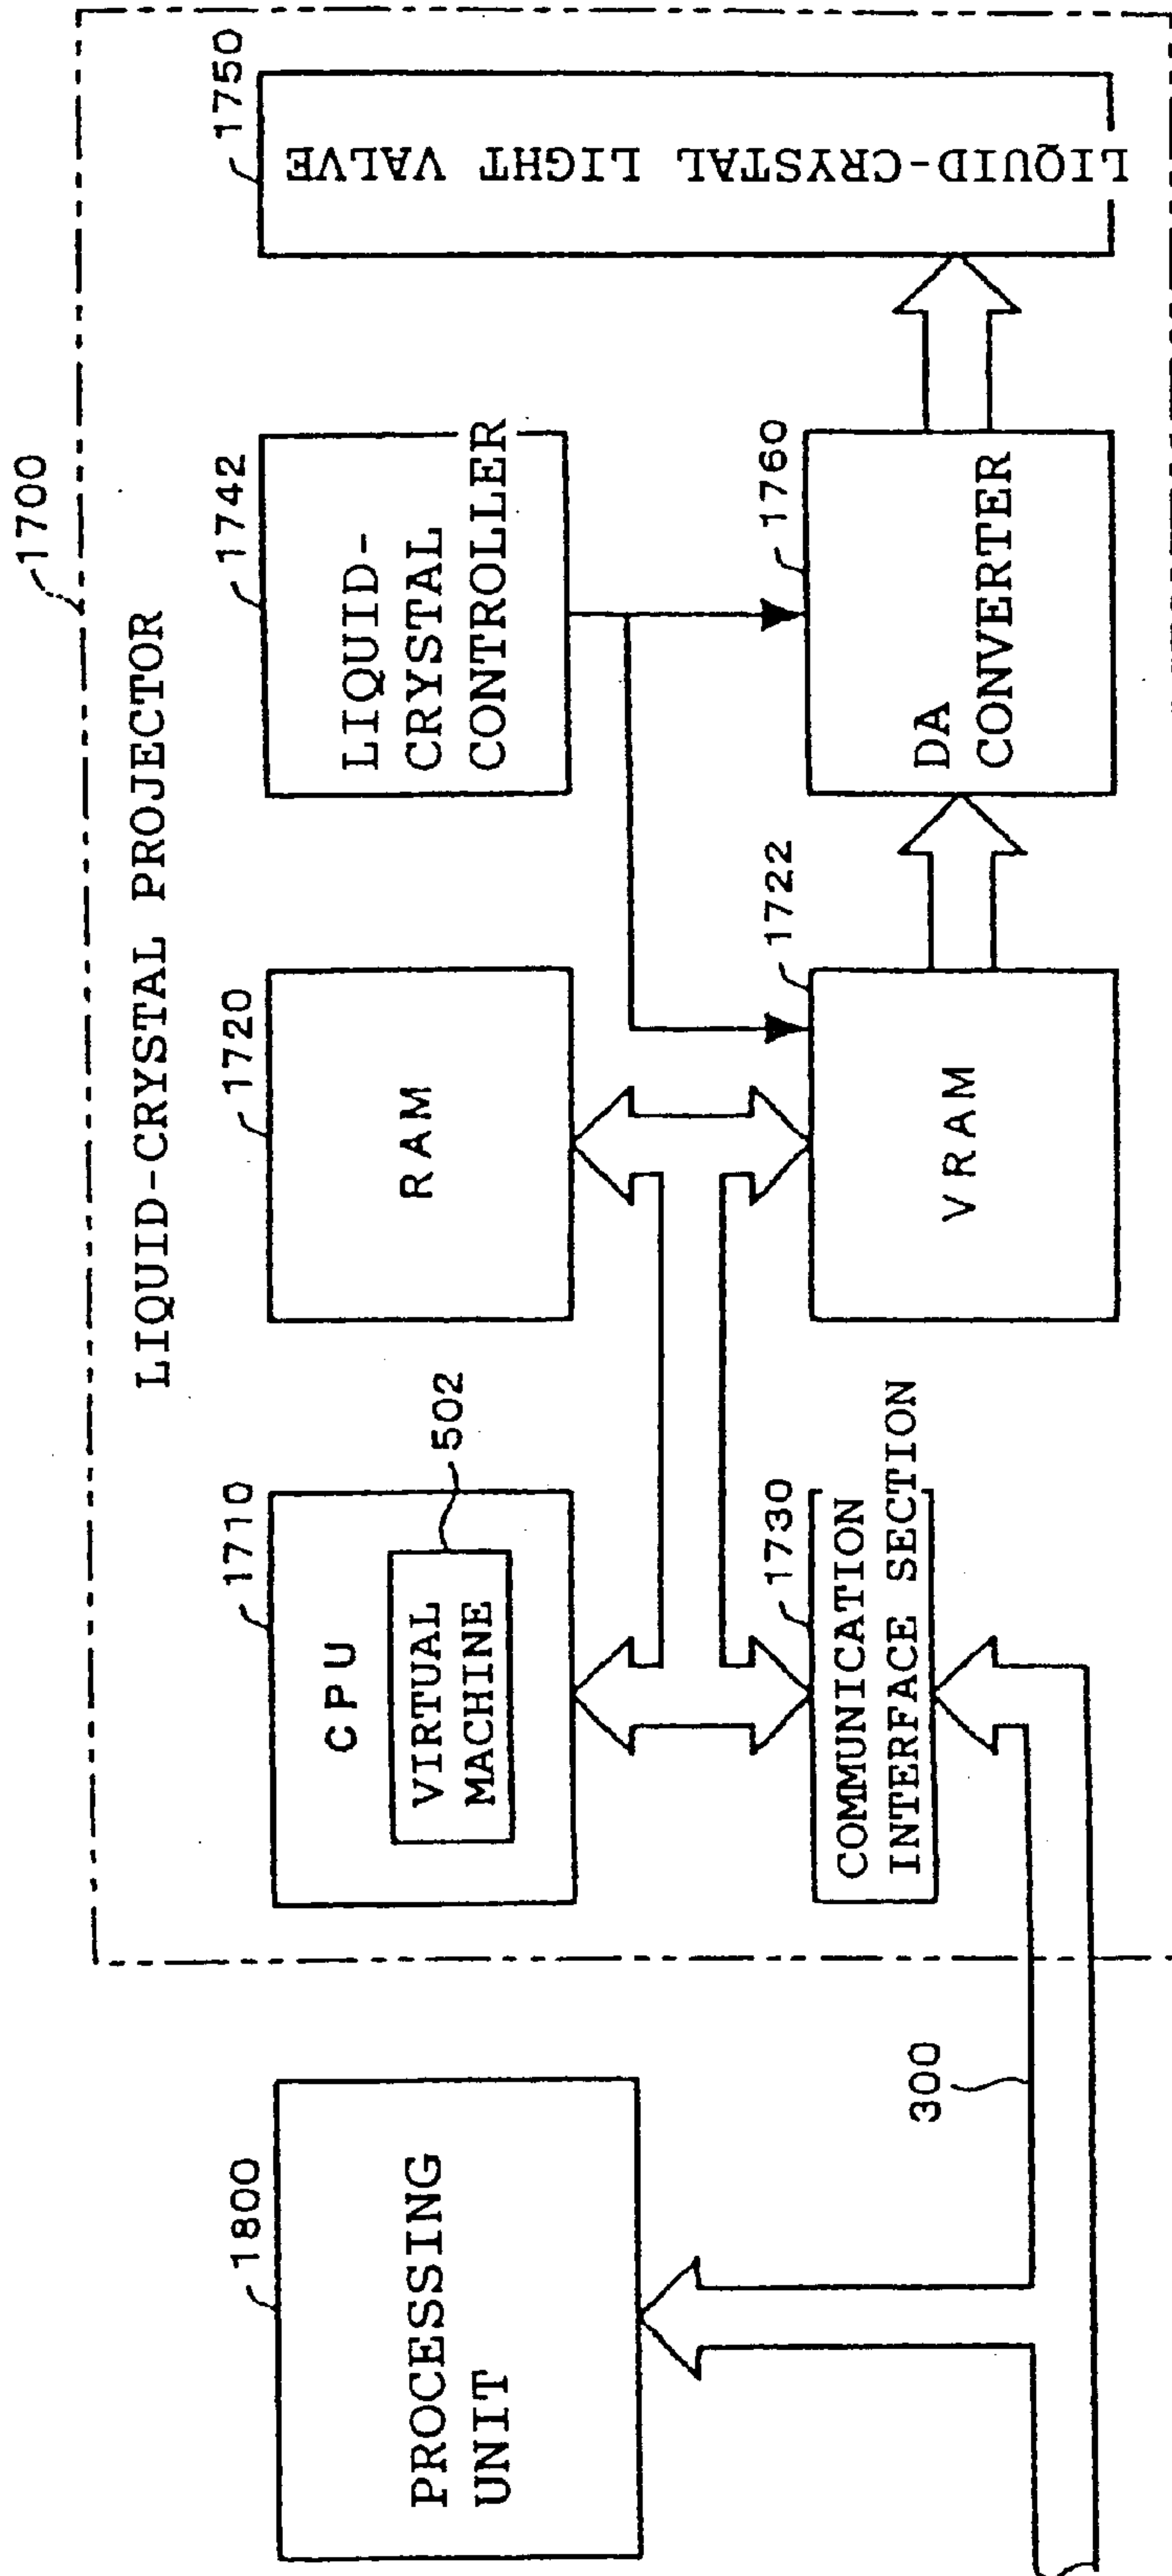 1700
LIQUID-CRYSTAL PROJECTOR
1800
PROCESSING
UNIT
1710
CPU
VIRTUAL
MACHINE
502
1720
RAM
1742
LIQUID-
CRYSTAL
CONTROLLER
1750
LIQUID-CRYSTAL LIGHT VALVE
300
1730
COMMUNICATION
INTERFACE SECTION
1722
VRAM
1760
DA
CONVERTER